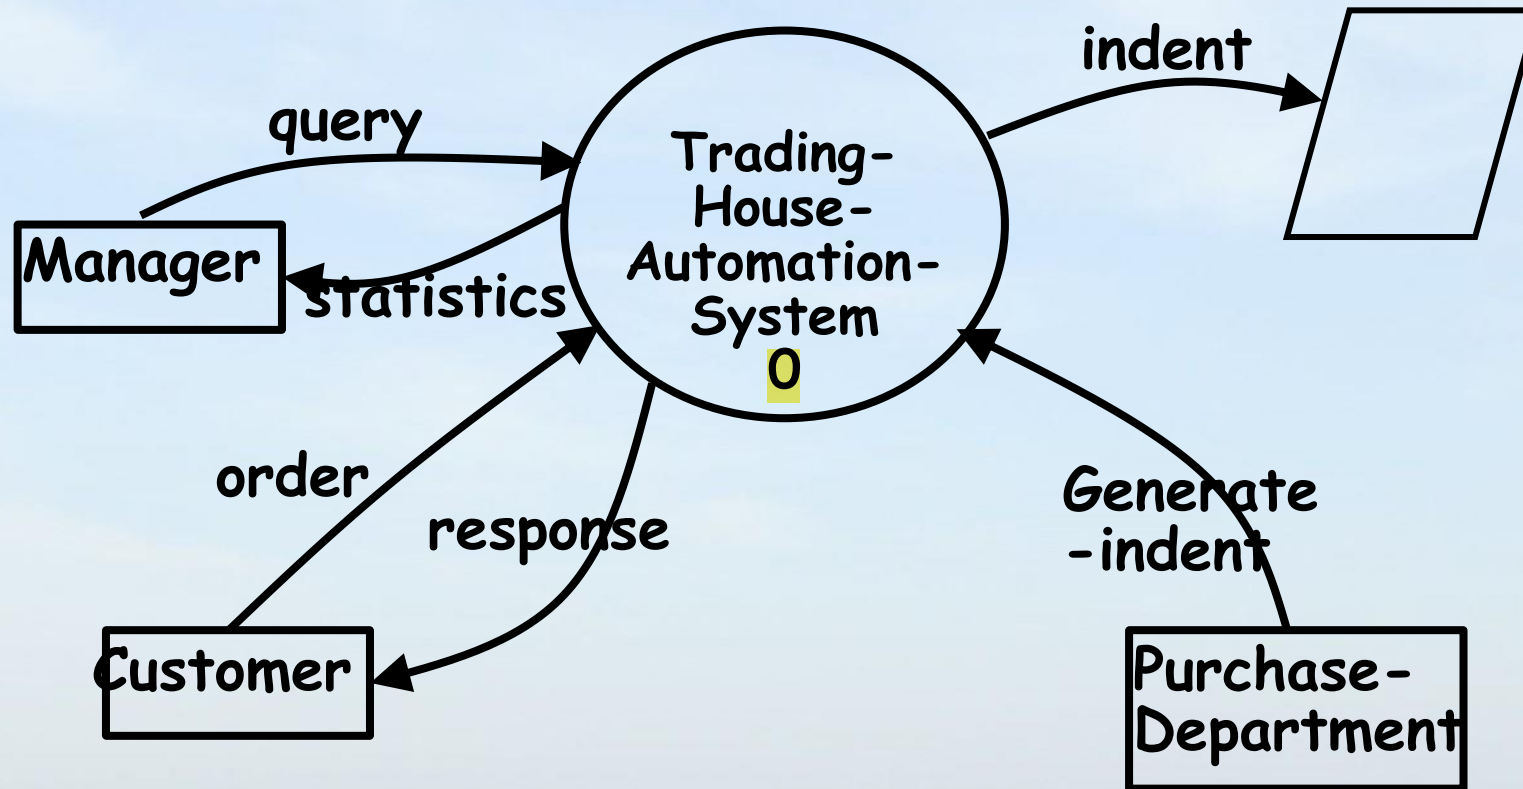 indent
query
Trading-
House-
Automation-
System
0
Manager
statistics
order
response
Generate
-indent
Customer
Purchase-
Department